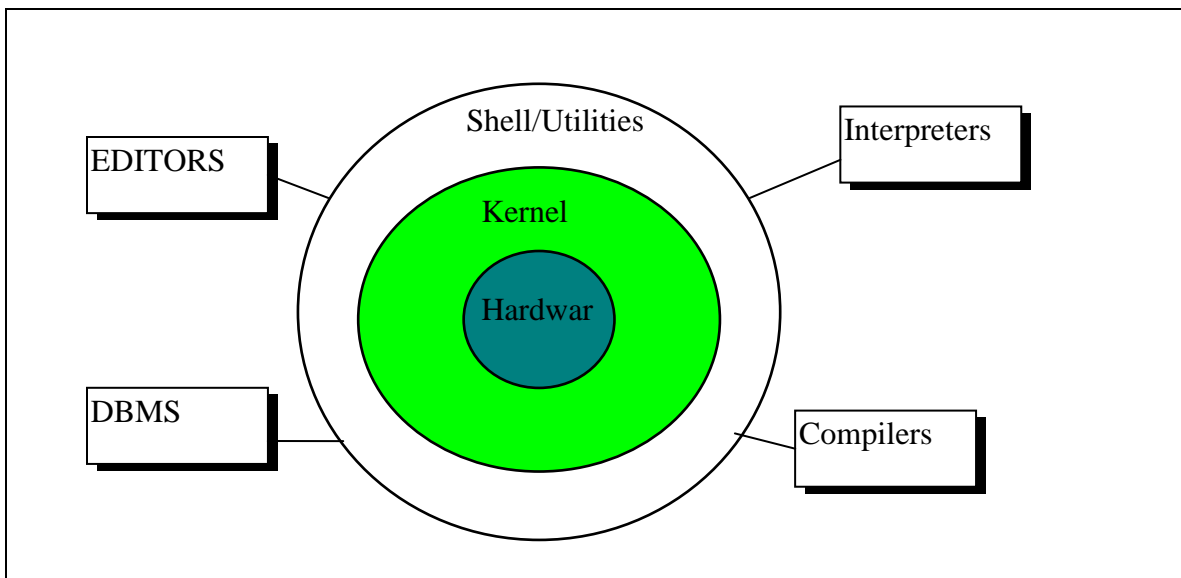 Shell/Utilities
Interpreters
EDITORS
Kernel
Hardwar
DBMS
Compilers